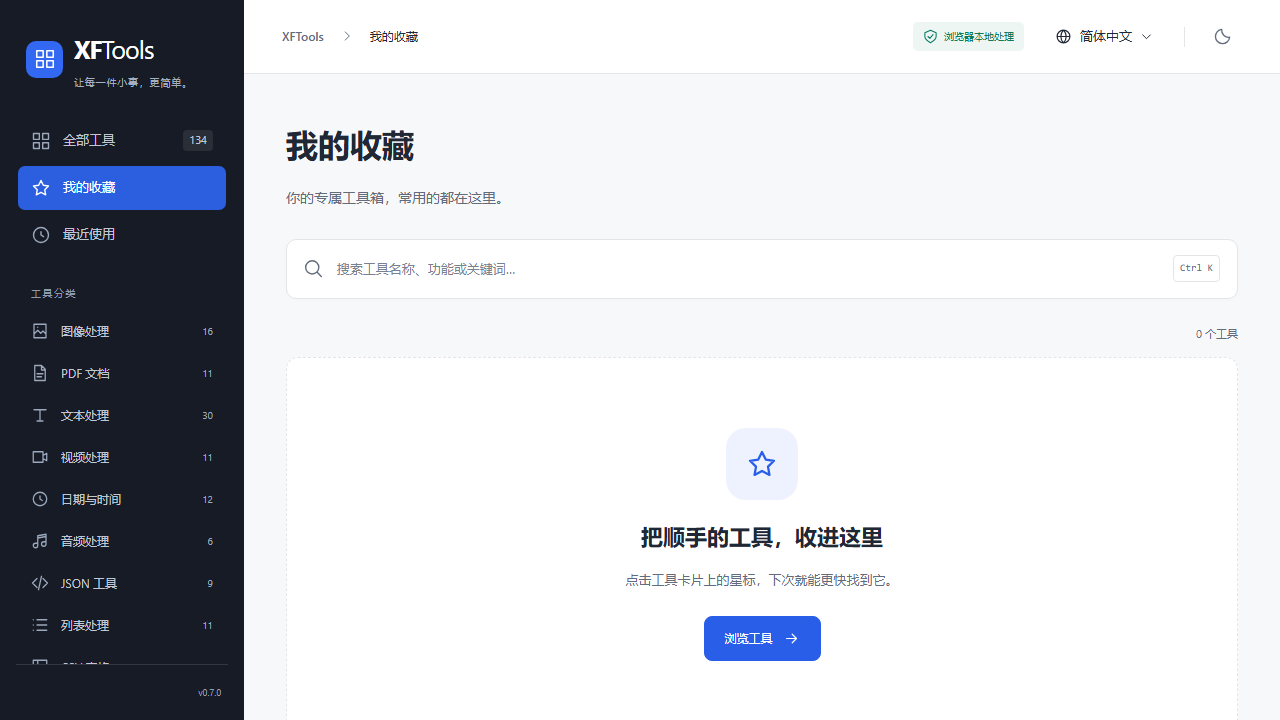 XFTools
让每一件小事，更简单。
全部工具 134
我的收藏
最近使用
工具分类
图像处理 16
PDF 文档 11
文本处理 30
视频处理 11
日期与时间 12
音频处理 6
JSON 工具 9
列表处理 11
v0.7.0
XFTools 我的收藏
浏览器本地处理
简体中文
我的收藏
你的专属工具箱，常用的都在这里。
搜索工具名称、功能或关键词...
Ctrl K
0 个工具
把顺手的工具，收进这里
点击工具卡片上的星标，下次就能更快找到它。
浏览工具